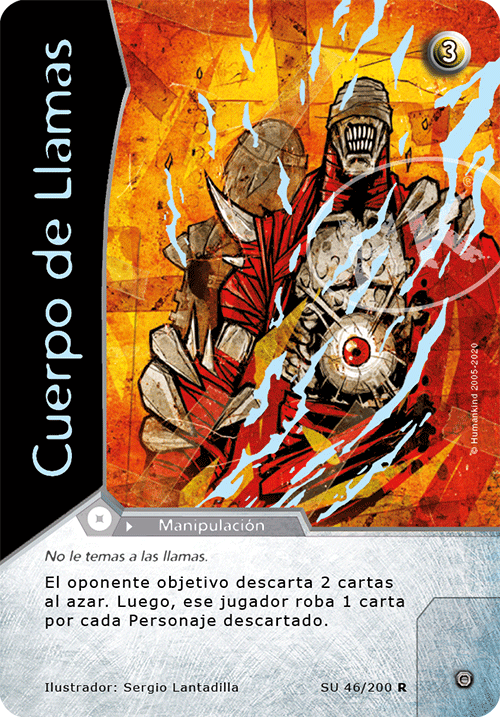 3
Cuerpo de Llamas
© Humankind 2005-2020
Manipulación
No le temas a las llamas.
El oponente objetivo descarta 2 cartas
al azar. Luego, ese jugador roba 1 carta
por cada Personaje descartado.
Ilustrador: Sergio Lantadilla
SU 46/200 R